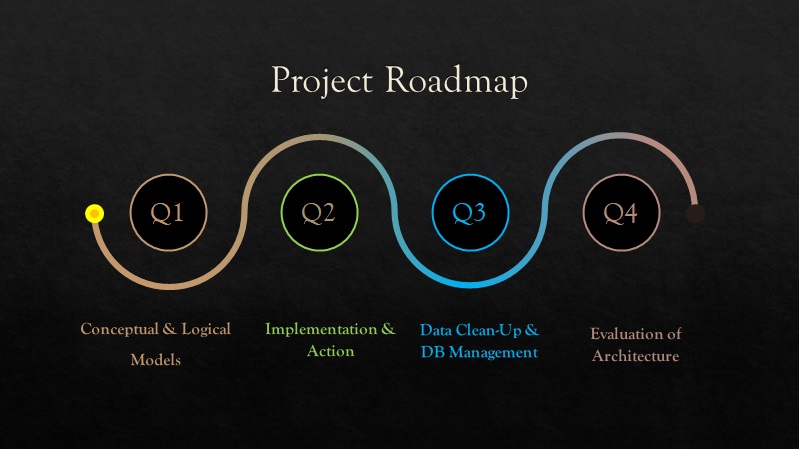 Project Roadmap
Q1
Q2
Q3
Q4
Conceptual & Logical
Models
Implementation &
Action
Data Clean-Up &
DB Management
Evaluation of
Architecture